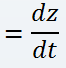 = dz/dt